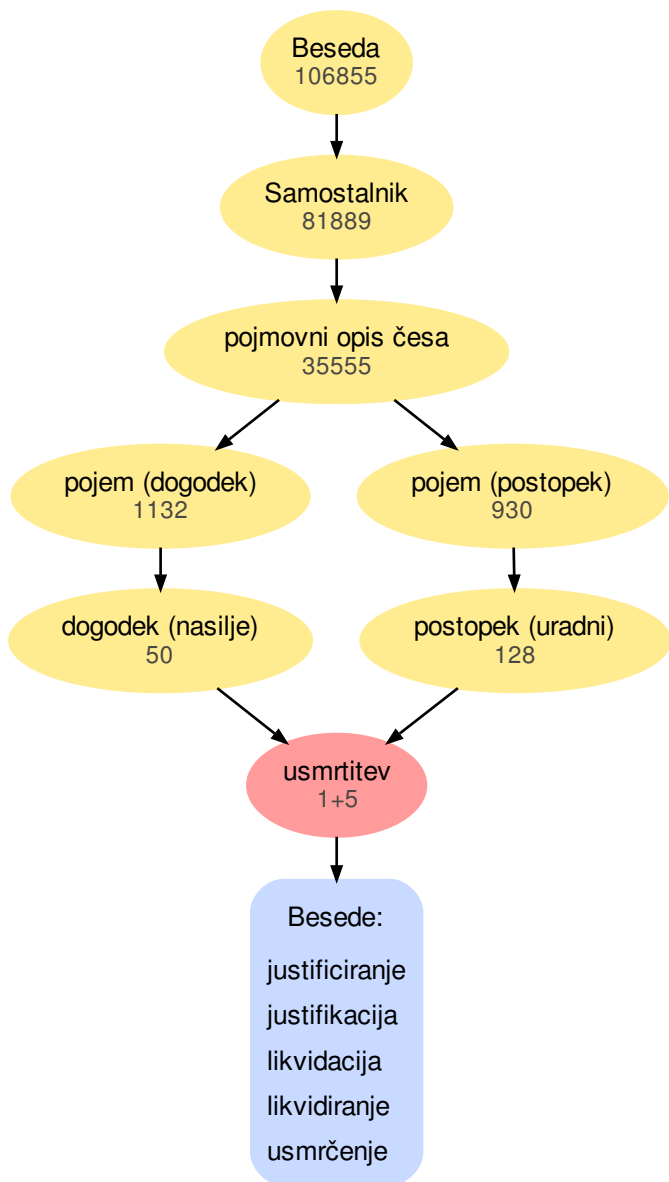 Beseda
106855
Samostalnik
81889
pojmovni opis česa
35555
pojem (dogodek)
1132
pojem (postopek)
930
dogodek (nasilje)
50
postopek (uradni)
128
usmrtitev
1+5
Besede:
justificiranje
justifikacija
likvidacija
likvidiranje
usmrčenje